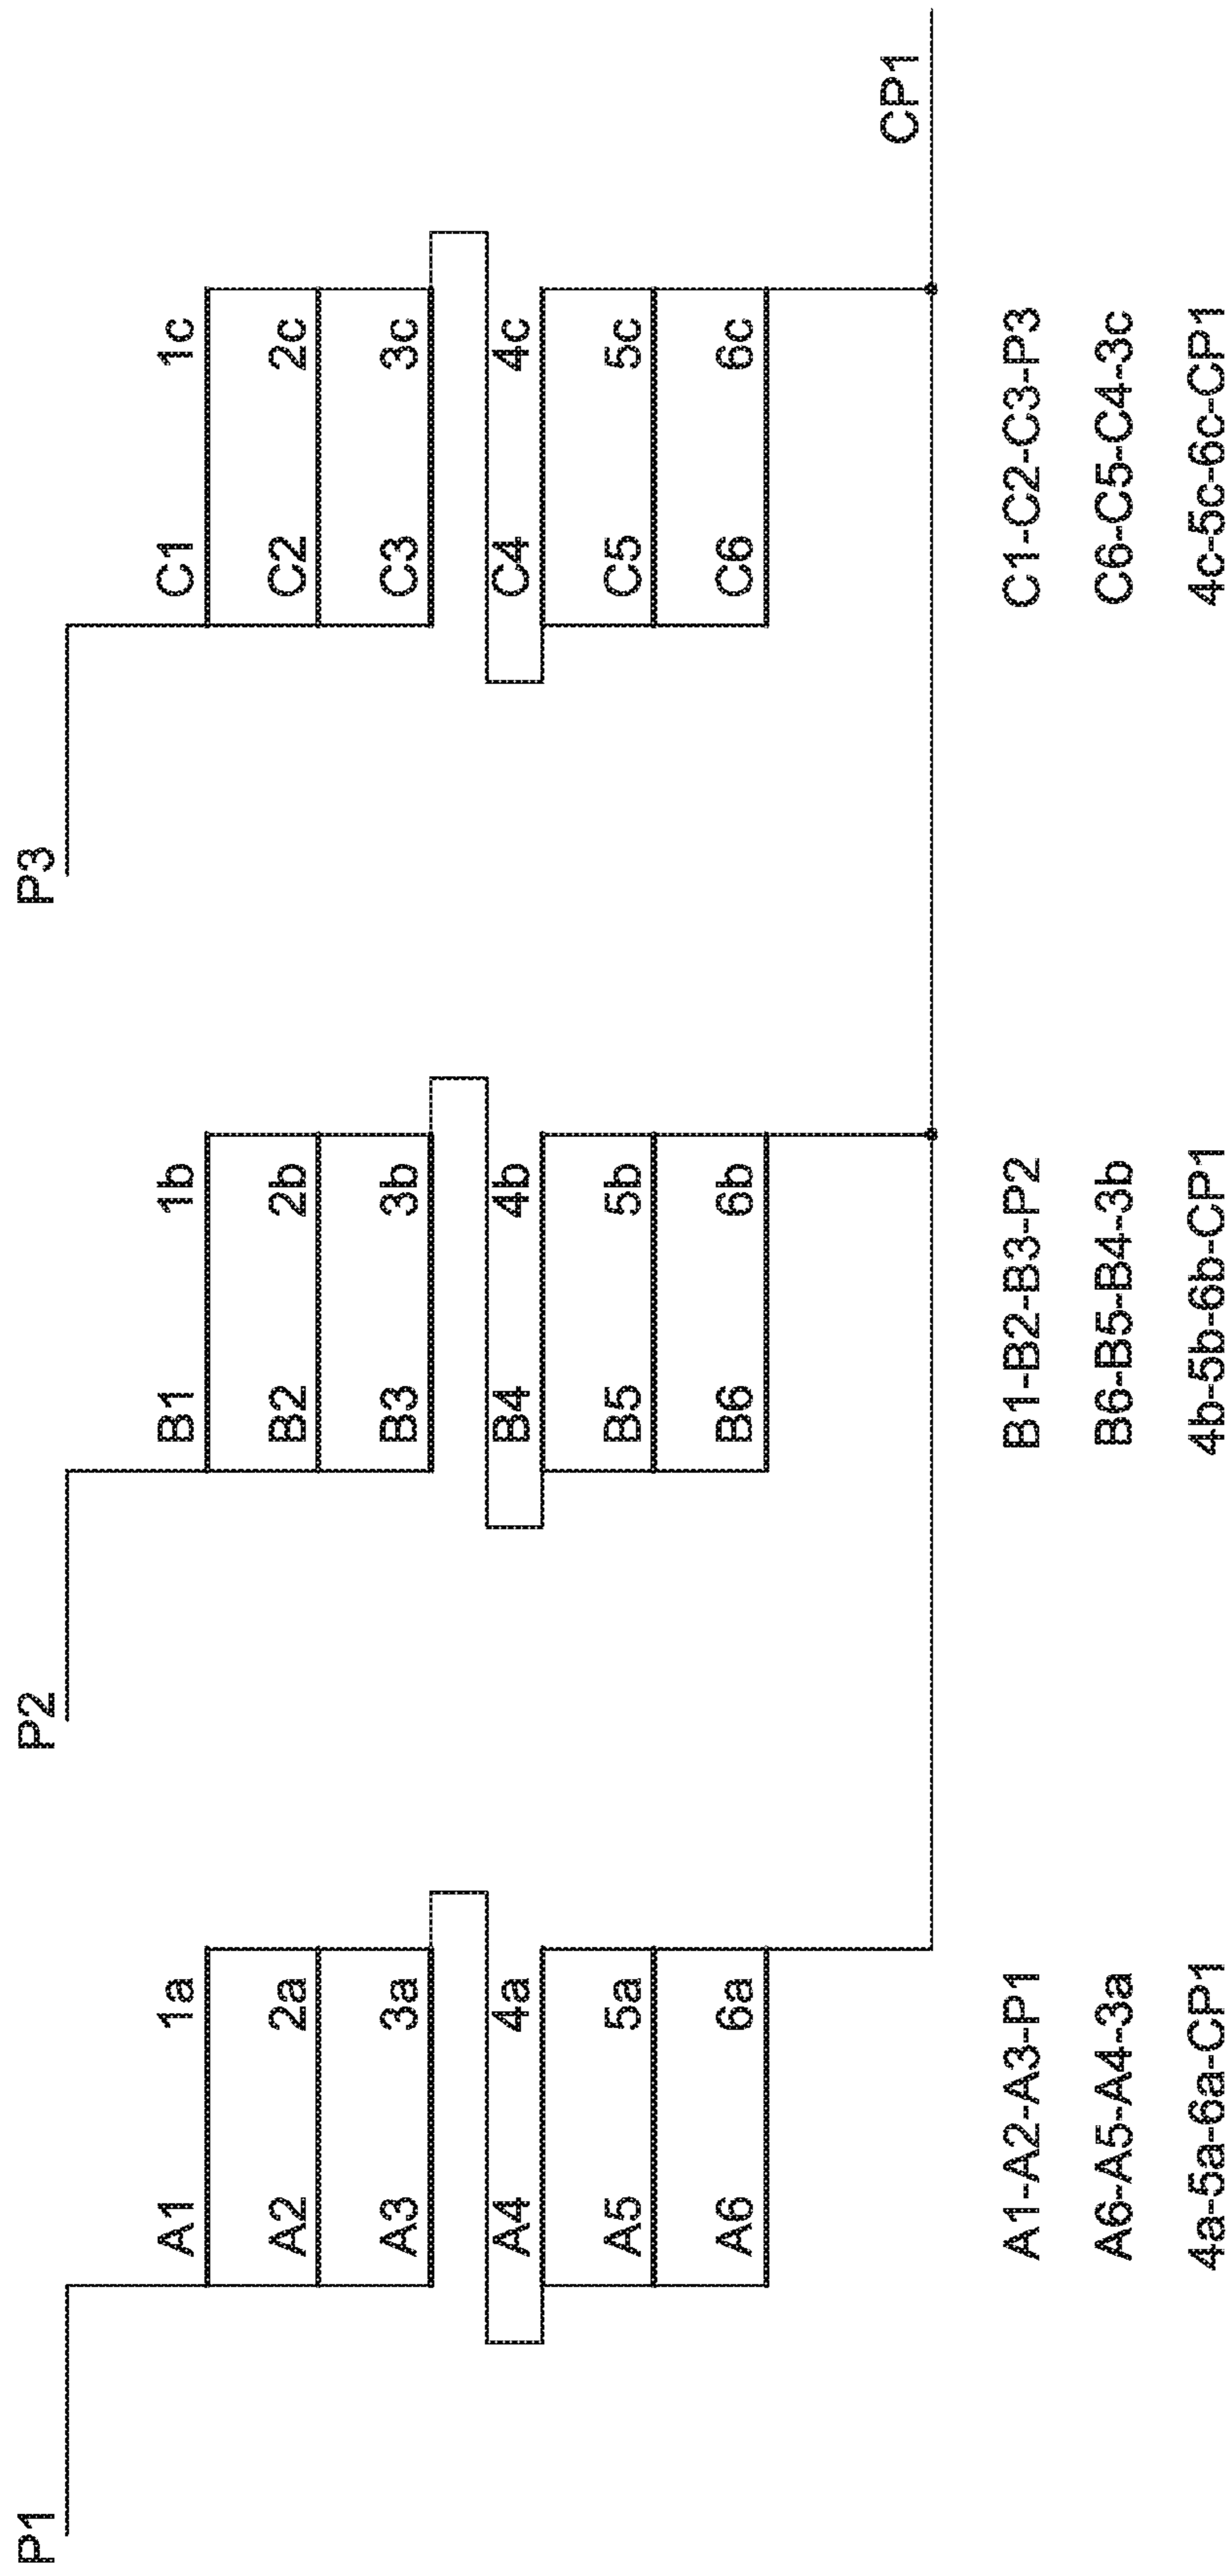 P1 P2 P3
A1 1a B1 1b C1 1c
A2 2a B2 2b C2 2c
A3 3a B3 3b C3 3c
A4 4a B4 4b C4 4c
A5 5a B5 5b C5 5c
A6 6a B6 6b C6 6c
CP1
A1-A2-A3-P1 B1-B2-B3-P2 C1-C2-C3-P3
A6-A5-A4-3a B6-B5-B4-3b C6-C5-C4-3c
4a-5a-6a-CP1 4b-5b-6b-CP1 4c-5c-6c-CP1